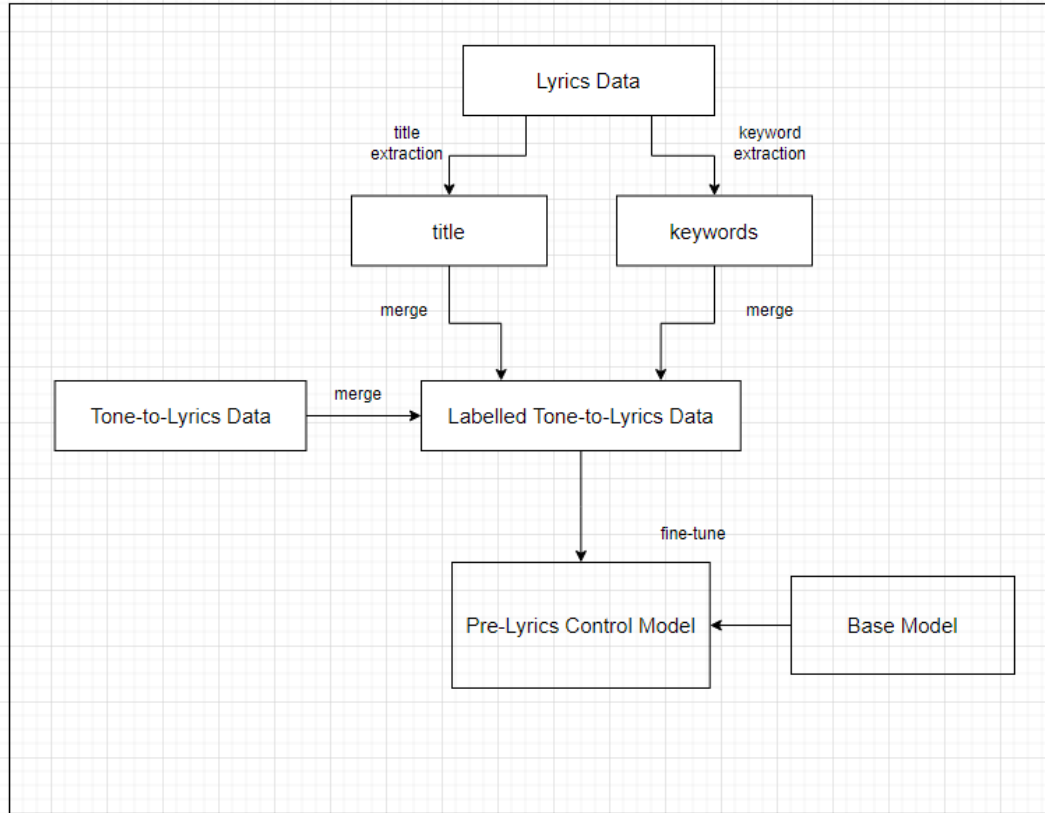 Lyrics Data
title
extraction
keyword
extraction
title
keywords
merge
merge
Tone-to-Lyrics Data
merge
Labelled Tone-to-Lyrics Data
fine-tune
Pre-Lyrics Control Model
Base Model